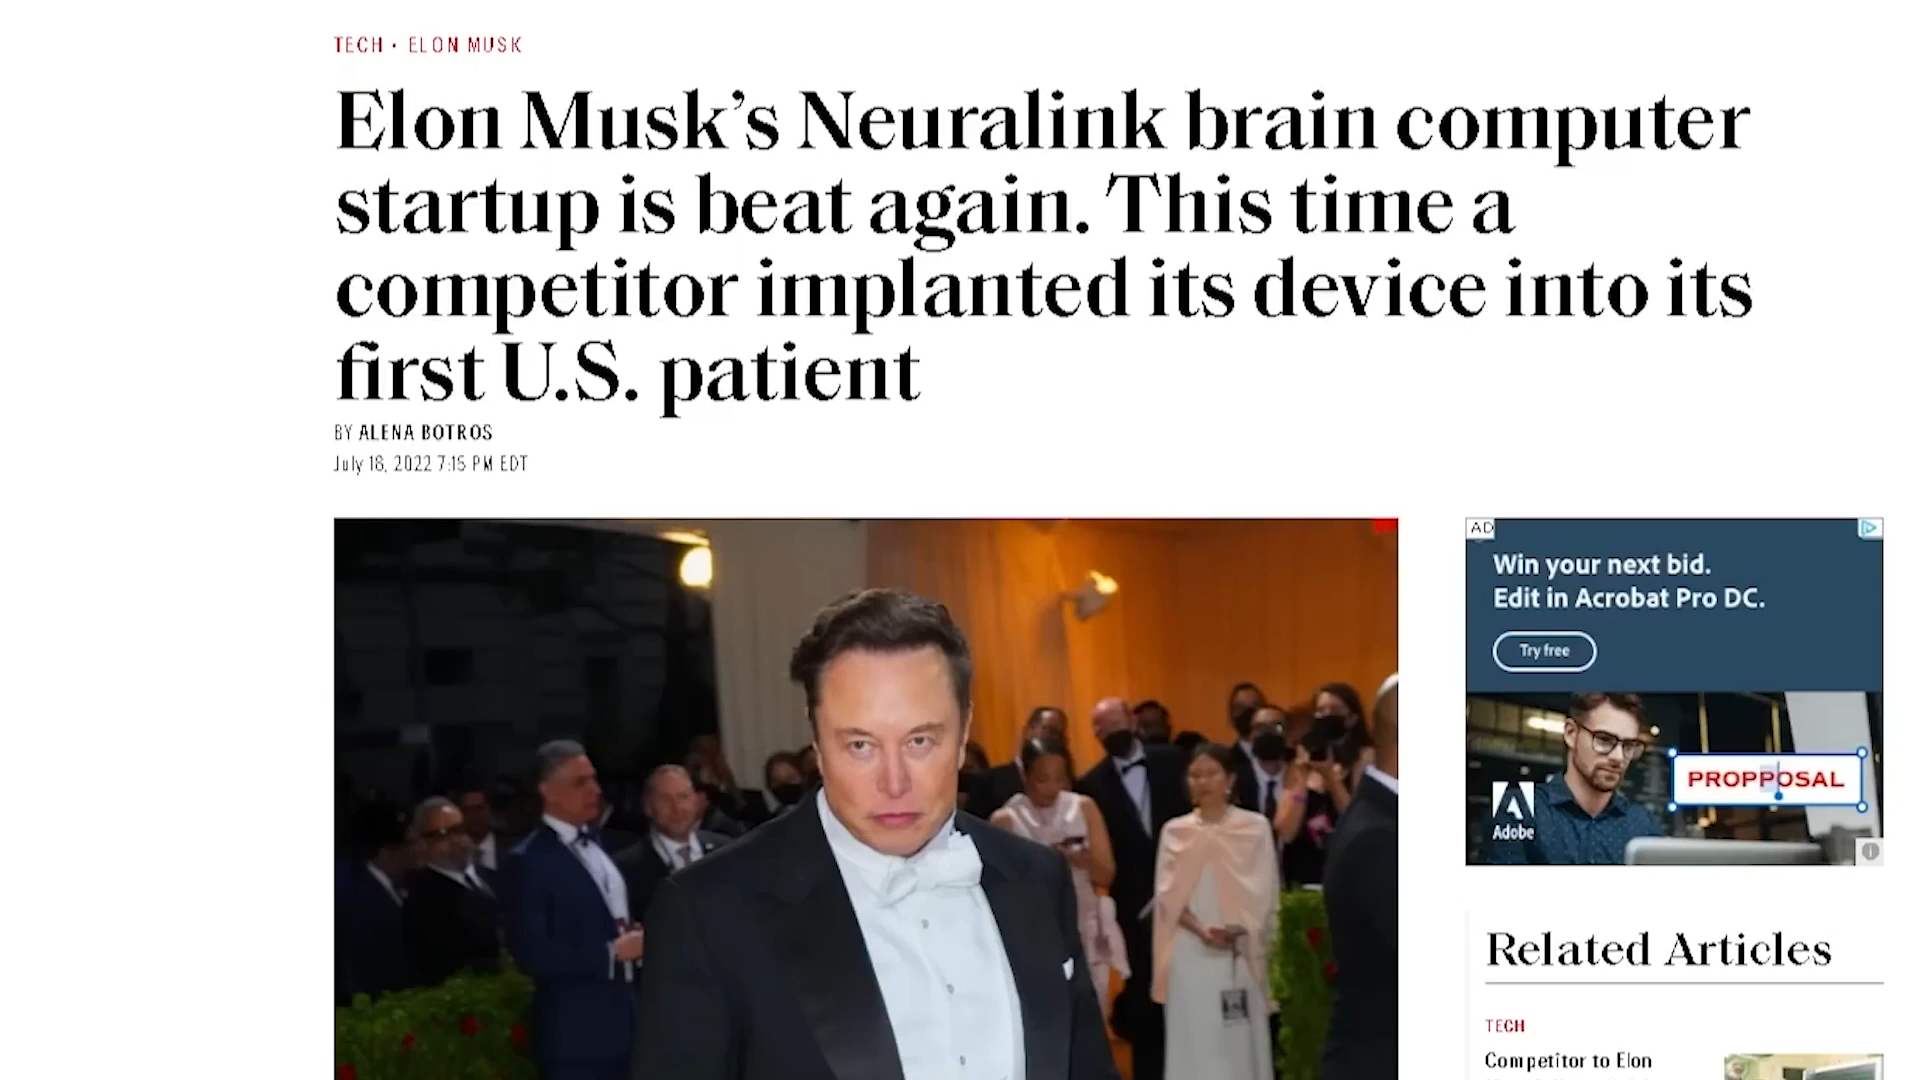 TECH · ELON MUSK
Elon Musk’s Neuralink brain computer
startup is beat again. This time a
competitor implanted its device into its
first U.S. patient
BY ALENA BOTROS
July 18, 2022 7:15 PM EDT
AD
Win your next bid.
Edit in Acrobat Pro DC.
Try free
PROPPOSAL
Adobe
Related Articles
TECH
Competitor to Elon